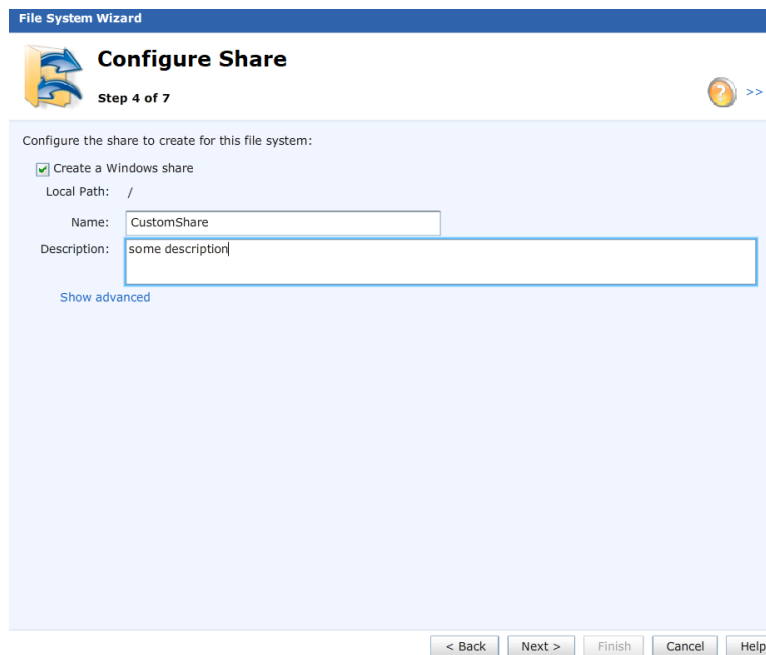 File System Wizard
Configure Share
Step 4 of 7
? >>
Configure the share to create for this file system:
Create a Windows share
Local Path: /
Name: CustomShare
Description: some description
Show advanced
< Back Next > Finish Cancel Help